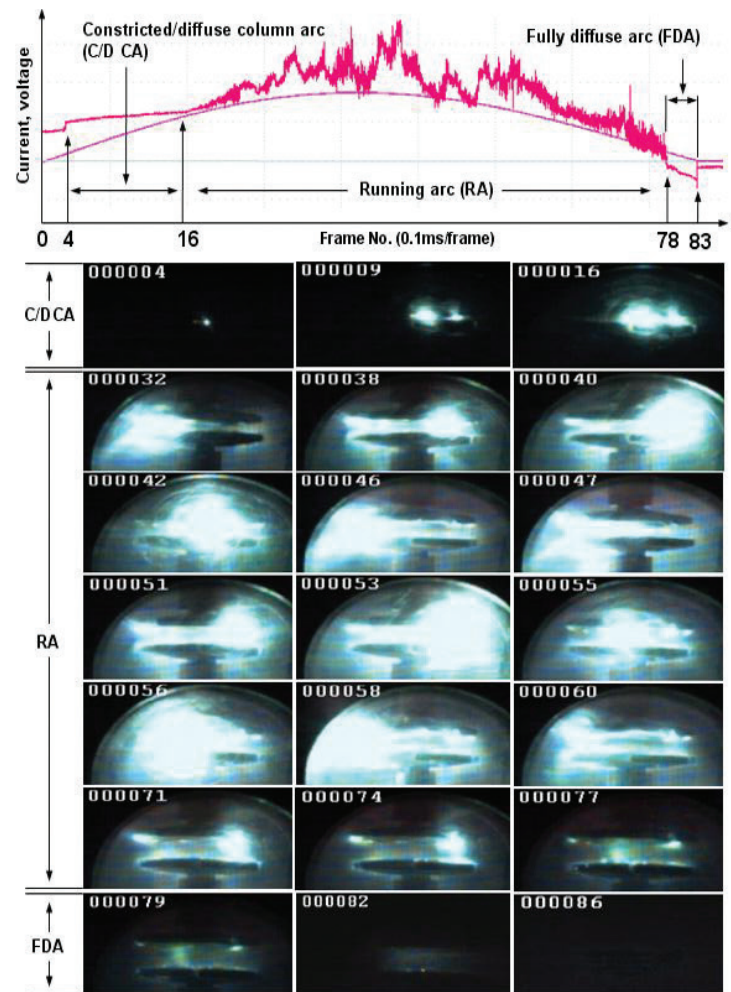 Constricted/diffuse column arc
(C/D CA)
Fully diffuse arc (FDA)
Current, voltage
Running arc (RA)
0 4 16 Frame No. (0.1ms/frame) 78 83
C/D CA
000004 000009 000016
RA
000032 000038 000040
000042 000046 000047
000051 000053 000055
000056 000058 000060
000071 000074 000077
FDA
000079 000082 000086